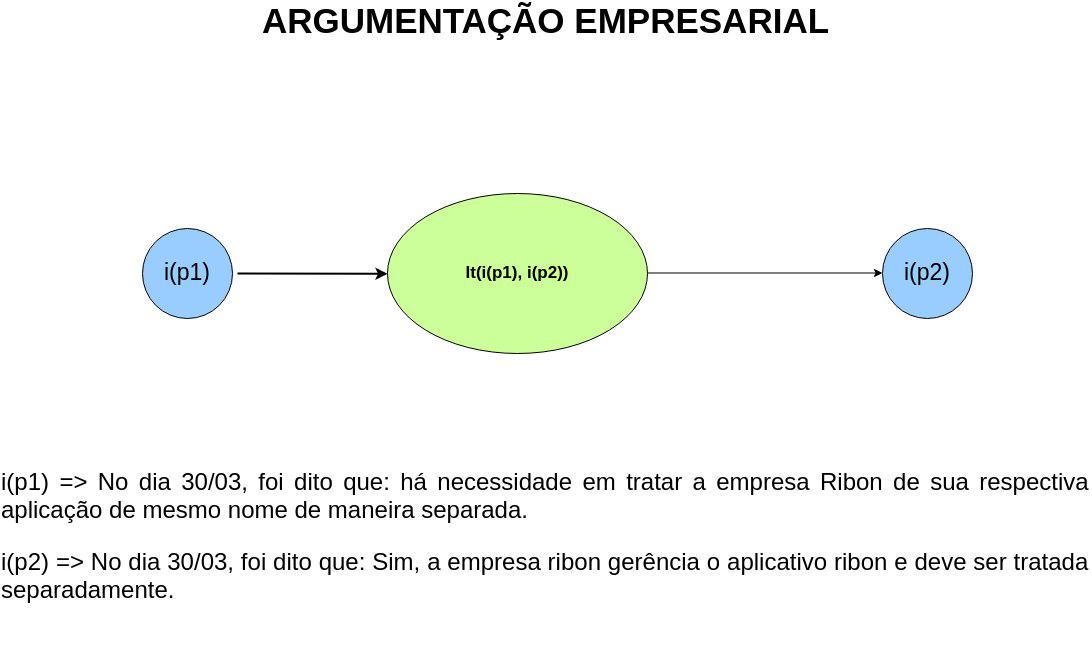 ARGUMENTAÇÃO EMPRESARIAL
i(p1)
It(i(p1), i(p2))
i(p2)
i(p1) => No dia 30/03, foi dito que: há necessidade em tratar a empresa Ribon de sua respectiva
aplicação de mesmo nome de maneira separada.
i(p2) => No dia 30/03, foi dito que: Sim, a empresa ribon gerência o aplicativo ribon e deve ser tratada
separadamente.